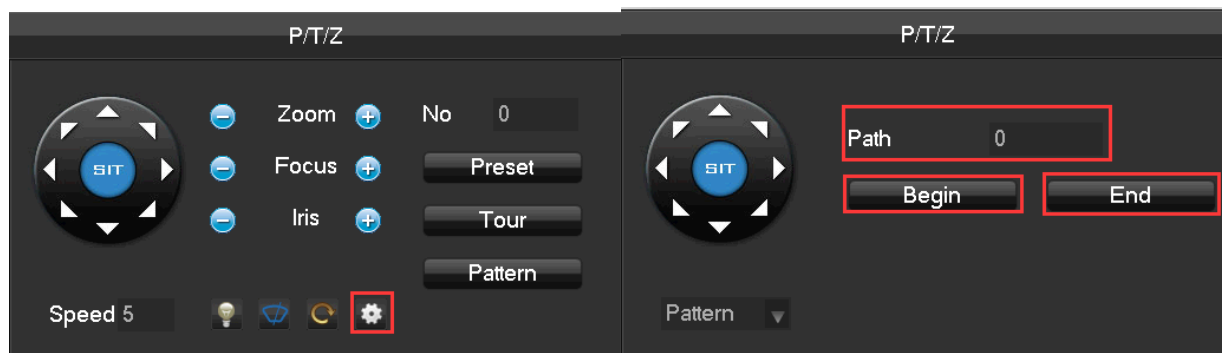 P/T/Z
Zoom No 0
SIT Focus Preset
Iris Tour
Pattern
Speed 5
P/T/Z
Path 0
SIT
Begin End
Pattern